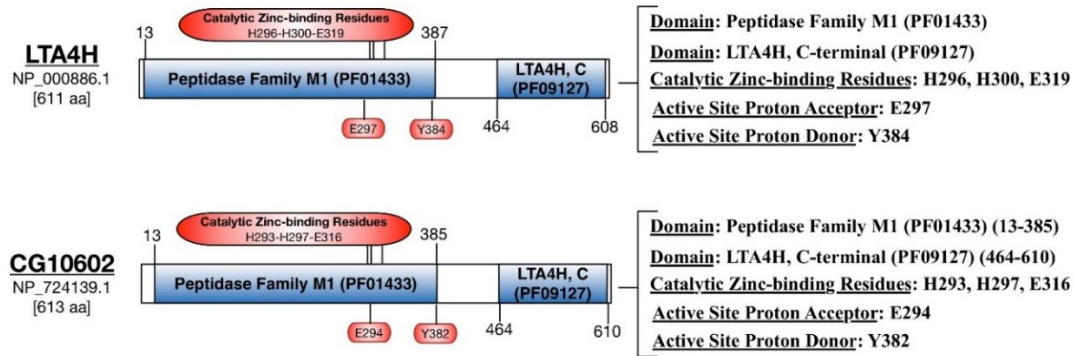 Catalytic Zinc-binding Residues
H296-H300-E319
13
387
LTA4H
NP_000886.1
[611 aa]
Peptidase Family M1 (PF01433)
LTA4H, C
(PF09127)
E297
Y384
464
608
Domain: Peptidase Family M1 (PF01433)
Domain: LTA4H, C-terminal (PF09127)
Catalytic Zinc-binding Residues: H296, H300, E319
Active Site Proton Acceptor: E297
Active Site Proton Donor: Y384
Catalytic Zinc-binding Residues
H293-H297-E316
13
385
CG10602
NP_724139.1
[613 aa]
Peptidase Family M1 (PF01433)
LTA4H, C
(PF09127)
E294
Y382
464
610
Domain: Peptidase Family M1 (PF01433) (13-385)
Domain: LTA4H, C-terminal (PF09127) (464-610)
Catalytic Zinc-binding Residues: H293, H297, E316
Active Site Proton Acceptor: E294
Active Site Proton Donor: Y382